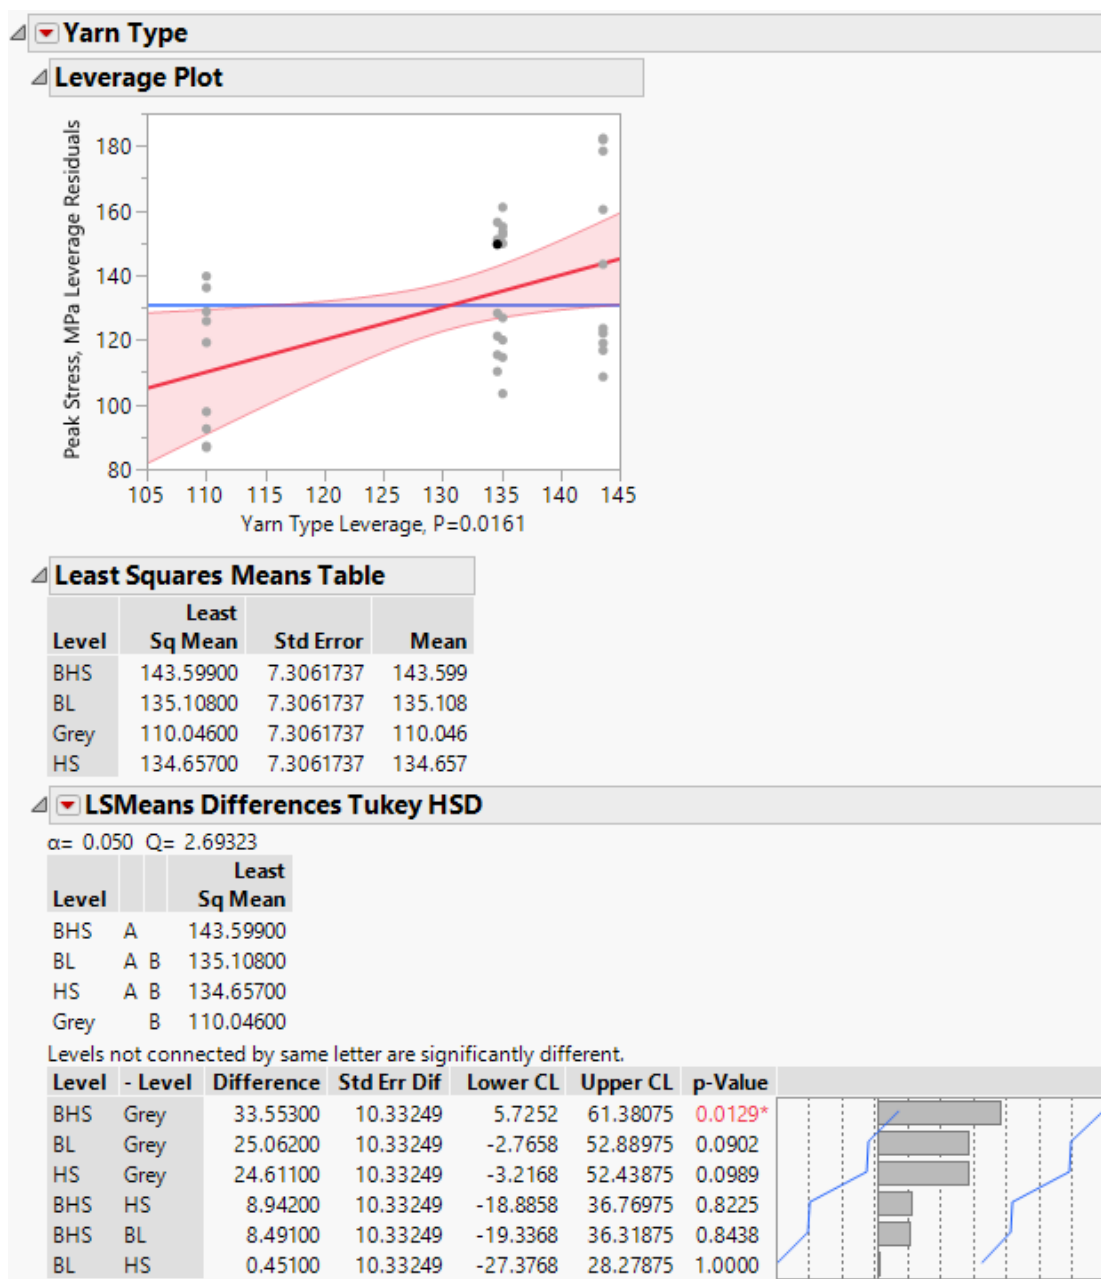 Yarn Type
Leverage Plot
Peak Stress, MPa Leverage Residuals
180
160
140
120
100
80
105 110 115 120 125 130 135 140 145
Yarn Type Leverage, P=0.0161
Least Squares Means Table
Least
Level Sq Mean Std Error Mean
BHS 143.59900 7.3061737 143.599
BL 135.10800 7.3061737 135.108
Grey 110.04600 7.3061737 110.046
HS 134.65700 7.3061737 134.657
LSMeans Differences Tukey HSD
α= 0.050 Q= 2.69323
Least
Level Sq Mean
BHS A 143.59900
BL A B 135.10800
HS A B 134.65700
Grey B 110.04600
Levels not connected by same letter are significantly different.
Level - Level Difference Std Err Dif Lower CL Upper CL p-Value
BHS Grey 33.55300 10.33249 5.7252 61.38075 0.0129*
BL Grey 25.06200 10.33249 -2.7658 52.88975 0.0902
HS Grey 24.61100 10.33249 -3.2168 52.43875 0.0989
BHS HS 8.94200 10.33249 -18.8858 36.76975 0.8225
BHS BL 8.49100 10.33249 -19.3368 36.31875 0.8438
BL HS 0.45100 10.33249 -27.3768 28.27875 1.0000